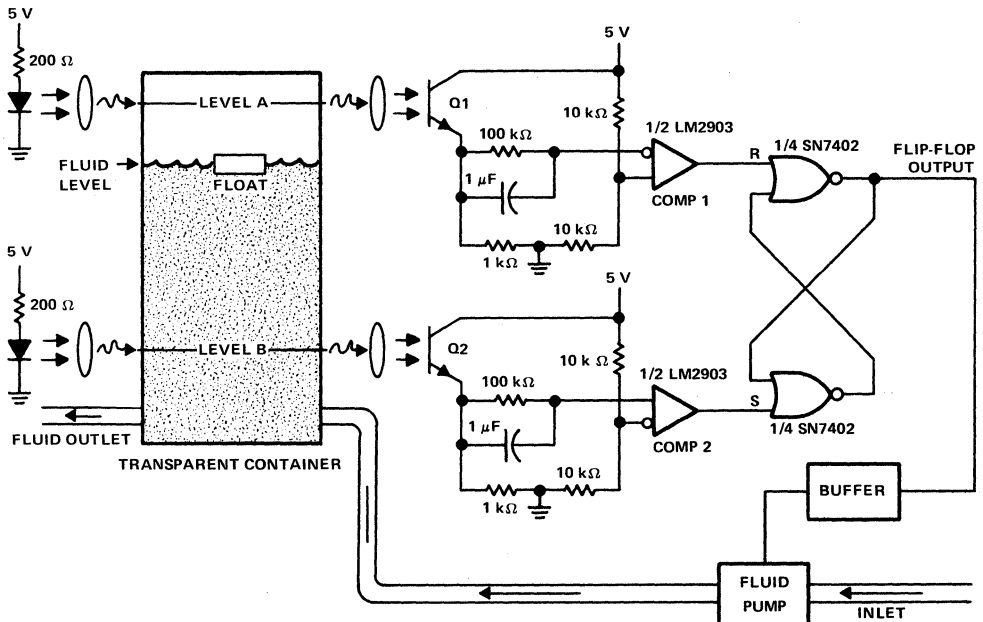 5 V
200 Ω
LEVEL A
FLUID
LEVEL
FLOAT
5 V
200 Ω
LEVEL B
FLUID OUTLET
TRANSPARENT CONTAINER
Q1
100 kΩ
1 μF
1 kΩ
10 kΩ
5 V
10 kΩ
1/2 LM2903
COMP 1
R
1/4 SN7402
FLIP-FLOP
OUTPUT
Q2
100 kΩ
1 μF
1 kΩ
10 kΩ
5 V
10 kΩ
1/2 LM2903
COMP 2
S
1/4 SN7402
BUFFER
FLUID
PUMP
INLET